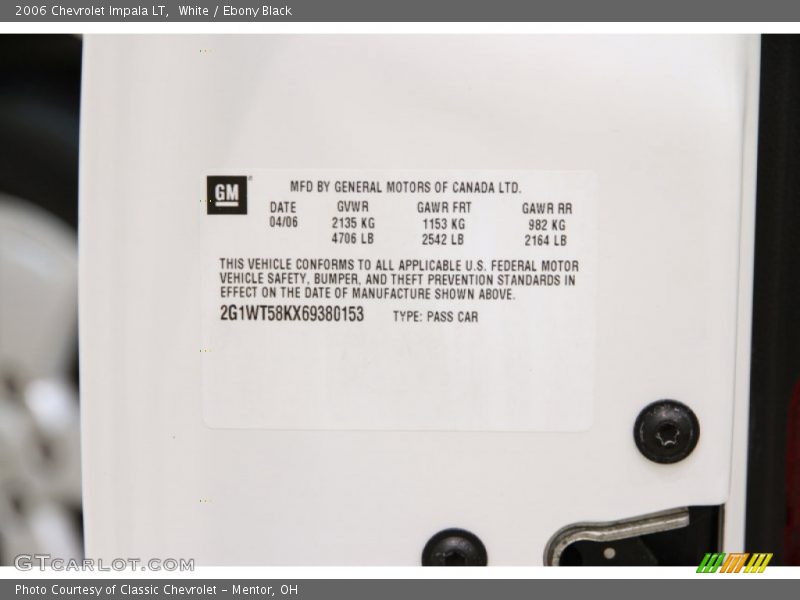 2006 Chevrolet Impala LT, White / Ebony Black
GM
MFD BY GENERAL MOTORS OF CANADA LTD.
DATE GVWR GAWR FRT GAWR RR
04/06 2135 KG 1153 KG 982 KG
4706 LB 2542 LB 2164 LB
THIS VEHICLE CONFORMS TO ALL APPLICABLE U.S. FEDERAL MOTOR
VEHICLE SAFETY, BUMPER, AND THEFT PREVENTION STANDARDS IN
EFFECT ON THE DATE OF MANUFACTURE SHOWN ABOVE.
2G1WT58KX69380153 TYPE: PASS CAR
GTCARLOT.COM
Photo Courtesy of Classic Chevrolet - Mentor, OH